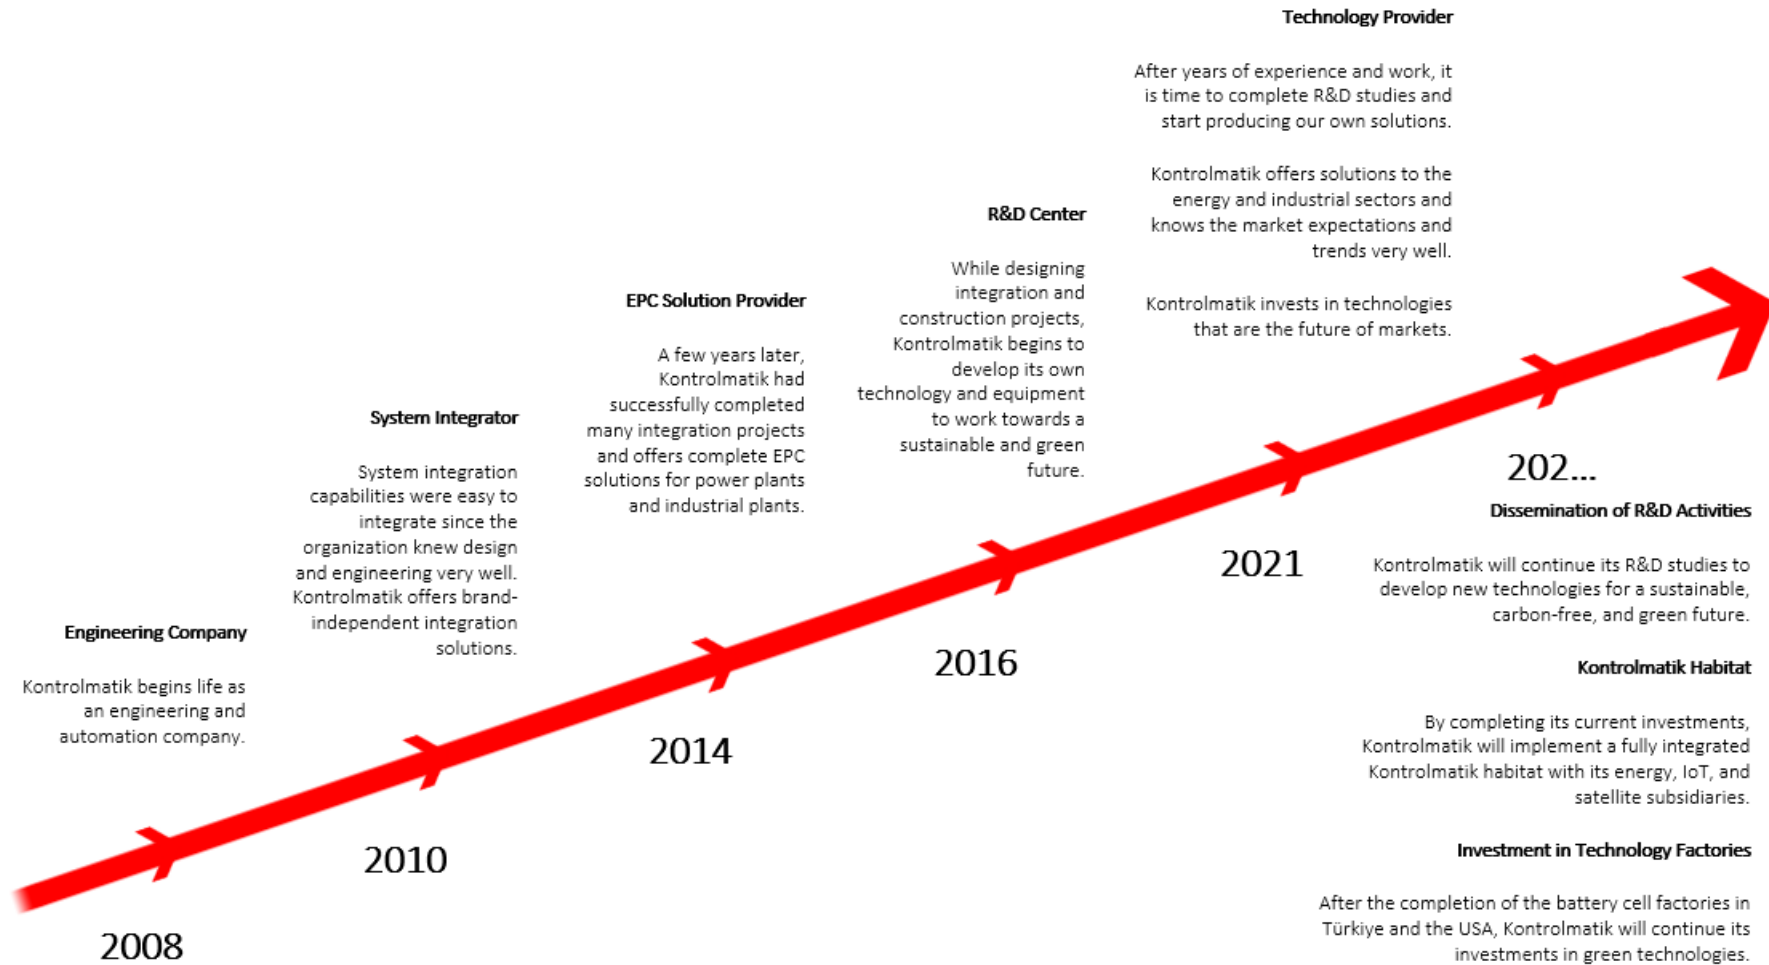 Engineering Company
Kontrolmatik begins life as
an engineering and
automation company.
2008
System Integrator
System integration
capabilities were easy to
integrate since the
organization knew design
and engineering very well.
Kontrolmatik offers brand-
independent integration
solutions.
2010
EPC Solution Provider
A few years later,
Kontrolmatik had
successfully completed
many integration projects
and offers complete EPC
solutions for power plants
and industrial plants.
2014
R&D Center
While designing
integration and
construction projects,
Kontrolmatik begins to
develop its own
technology and equipment
to work towards a
sustainable and green
future.
2016
Technology Provider
After years of experience and work, it
is time to complete R&D studies and
start producing our own solutions.
Kontrolmatik offers solutions to the
energy and industrial sectors and
knows the market expectations and
trends very well.
Kontrolmatik invests in technologies
that are the future of markets.
2021
202...
Dissemination of R&D Activities
Kontrolmatik will continue its R&D studies to
develop new technologies for a sustainable,
carbon-free, and green future.
Kontrolmatik Habitat
By completing its current investments,
Kontrolmatik will implement a fully integrated
Kontrolmatik habitat with its energy, IoT, and
satellite subsidiaries.
Investment in Technology Factories
After the completion of the battery cell factories in
Türkiye and the USA, Kontrolmatik will continue its
investments in green technologies.